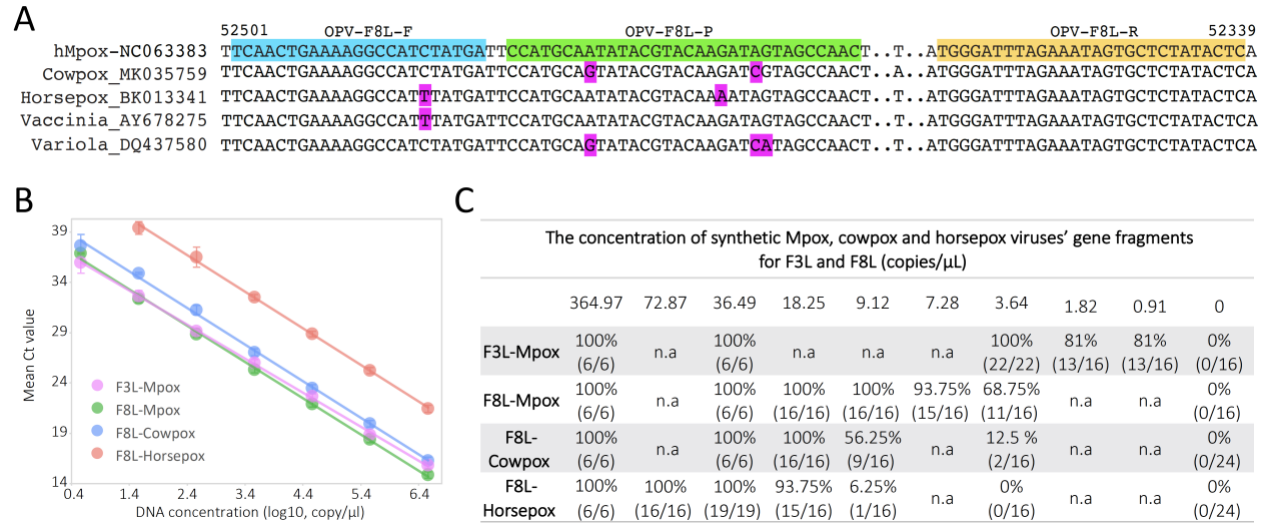 A
52501 OPV-F8L-F OPV-F8L-P OPV-F8L-R 52339
hMpox-NC063383 TTCAACTGAAAAGGCCATCTATGATTCCATGCAATATACGTACAAGATAGTAGCCAACT..T..ATGGGATTTAGAAATAGTGCTCTATACTCA
Cowpox_MK035759 TTCAACTGAAAAGGCCATCTATGATTCCATGCAGTATACGTACAAGATCGTAGCCAACT..A..ATGGGATTTAGAAATAGTGCTCTATACTCA
Horsepox_BK013341 TTCAACTGAAAAGGCCATTTATGATTCCATGCAATATACGTACAAAATAGTAGCCAACT..T..ATGGGATTTAGAAATAGTGCTCTATACTCA
Vaccinia_AY678275 TTCAACTGAAAAGGCCATTTATGATTCCATGCAATATACGTACAAGATAGTAGCCAACT..T..ATGGGATTTAGAAATAGTGCTCTATACTCA
Variola_DQ437580 TTCAACTGAAAAGGCCATCTATGATTCCATGCAGTATACGTACAAGATCATAGCCAACT..T..ATGGGATTTAGAAATAGTGCTCTATACTCA
B
Mean Ct value
39
34
29
24
19
14
F3L-Mpox
F8L-Mpox
F8L-Cowpox
F8L-Horsepox
0.4 1.4 2.4 3.4 4.4 5.4 6.4
DNA concentration (log10, copy/µl)
C
The concentration of synthetic Mpox, cowpox and horsepox viruses' gene fragments
for F3L and F8L (copies/µL)
364.97 72.87 36.49 18.25 9.12 7.28 3.64 1.82 0.91 0
F3L-Mpox 100% (6/6) n.a 100% (6/6) n.a n.a n.a 100% (22/22) 81% (13/16) 81% (13/16) 0% (0/16)
F8L-Mpox 100% (6/6) n.a 100% (6/6) 100% (16/16) 100% (16/16) 93.75% (15/16) 68.75% (11/16) n.a n.a 0% (0/16)
F8L-Cowpox 100% (6/6) n.a 100% (6/6) 100% (16/16) 56.25% (9/16) n.a 12.5 % (2/16) n.a n.a 0% (0/24)
F8L-Horsepox 100% (6/6) 100% (16/16) 100% (19/19) 93.75% (15/16) 6.25% (1/16) n.a 0% (0/16) n.a n.a 0% (0/24)